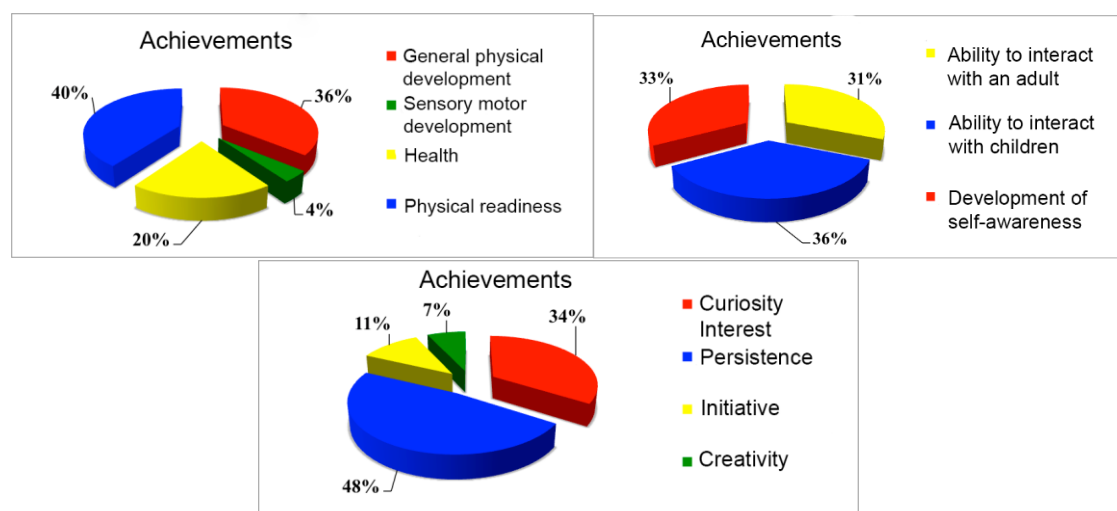 Achievements
40%
36%
4%
20%
General physical
development
Sensory motor
development
Health
Physical readiness
Achievements
33%
31%
36%
Ability to interact
with an adult
Ability to interact
with children
Development of
self-awareness
Achievements
11%
7%
34%
48%
Curiosity
Interest
Persistence
Initiative
Creativity